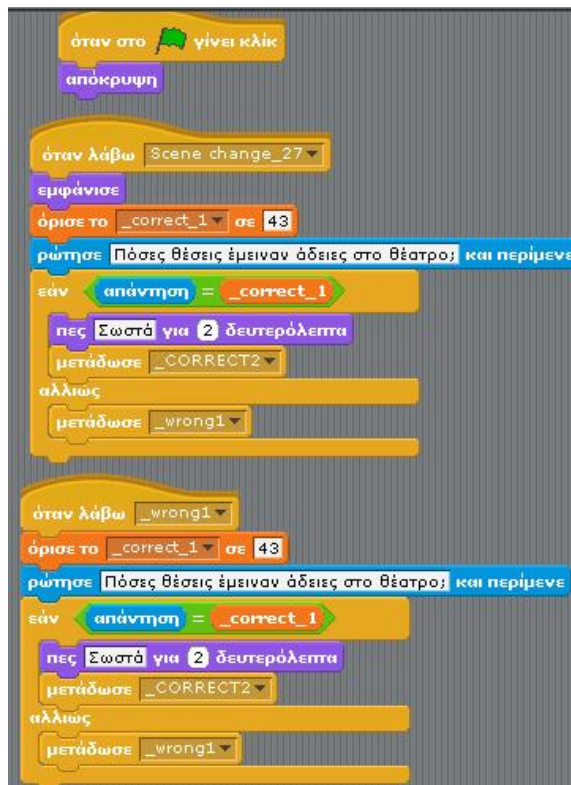 όταν στο γίνει κλίκ
απόκρυψη
όταν λάβω Scene change_27
εμφάνισε
όρισε το _correct_1 σε 43
ρώτησε Πόσες θέσεις έμειναν άδειες στο θέατρο; και περίμενε
εάν απάντηση = _correct_1
πες Σωστά για 2 δευτερόλεπτα
μετάδωσε _CORRECT2
αλλιώς
μετάδωσε _wrong1
όταν λάβω _wrong1
όρισε το _correct_1 σε 43
ρώτησε Πόσες θέσεις έμειναν άδειες στο θέατρο; και περίμενε
εάν απάντηση = _correct_1
πες Σωστά για 2 δευτερόλεπτα
μετάδωσε _CORRECT2
αλλιώς
μετάδωσε _wrong1